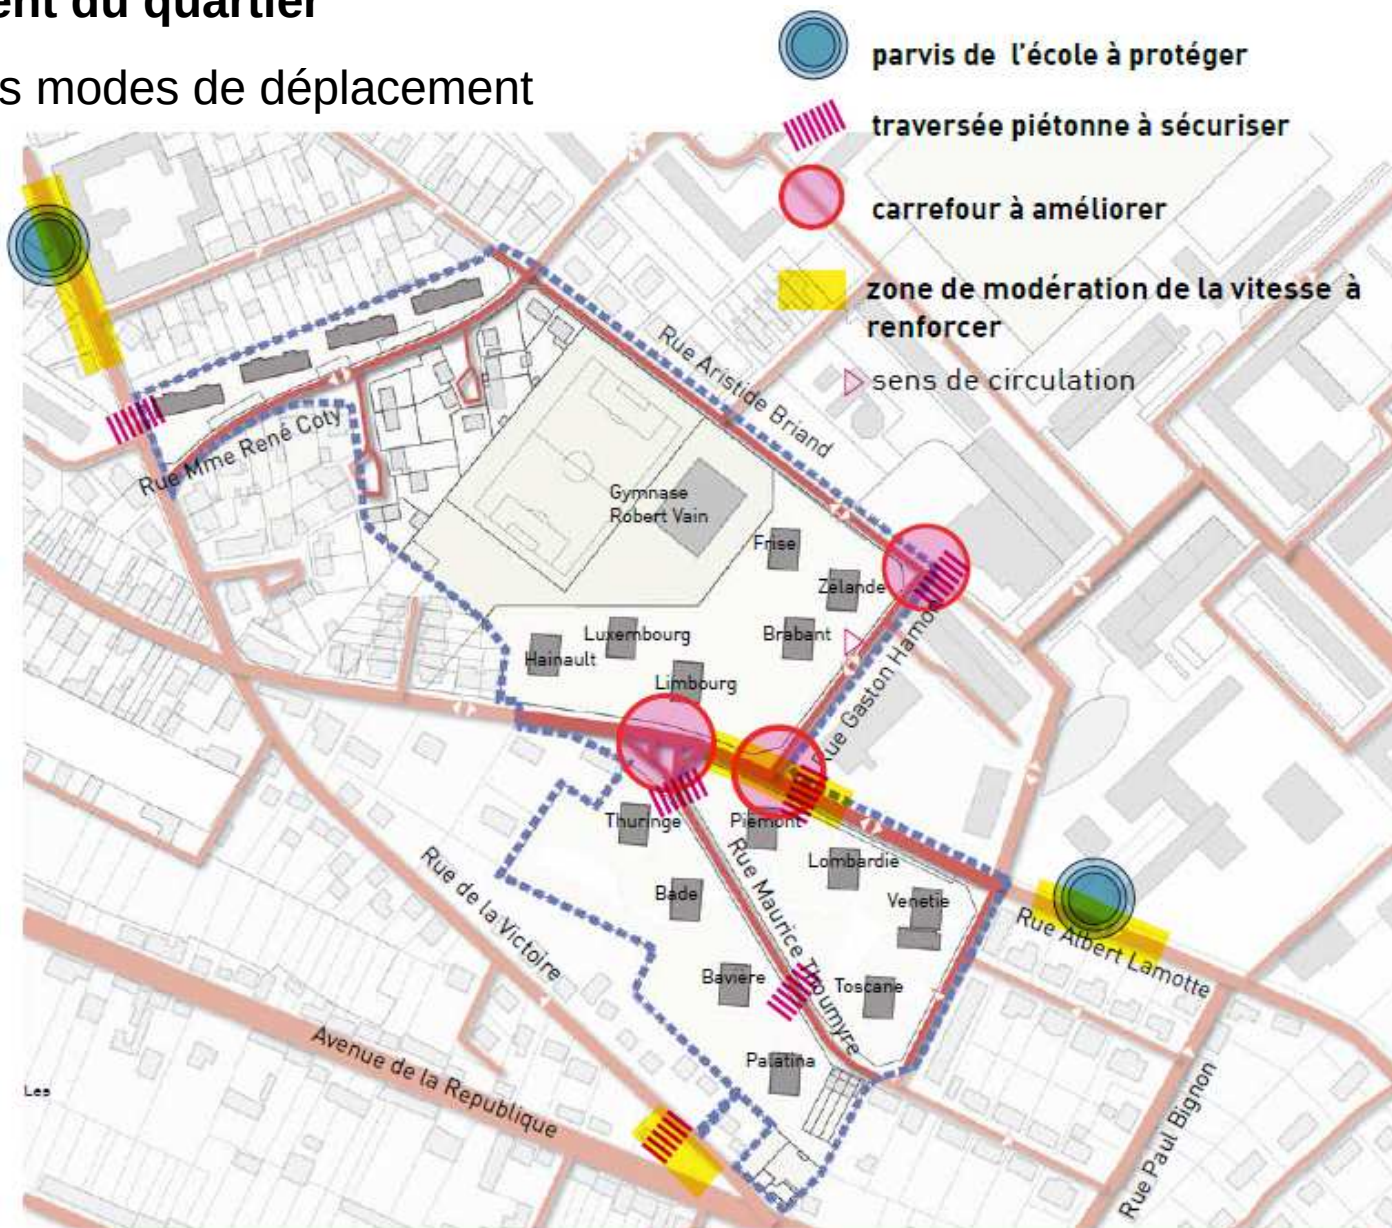 ent du quartier
s modes de déplacement
parvis de l'école à protéger
traversée piétonne à sécuriser
carrefour à améliorer
zone de modération de la vitesse à
renforcer
sens de circulation
Rue Aristide Briand
Rue Mme René Coty
Gymnase
Robert Vain
Frise
Zélande
Luxembourg
Brabant
Hainault
Limbourg
Rue Gaston Hamon
Thuringe
Piémont
Rue Maurice Thoumyre
Lombardie
Rue de la Victoire
Bade
Venetie
Rue Albert Lamotte
Bavière
Toscane
Avenue de la Republique
Palatina
Les
Rue Paul Bignon